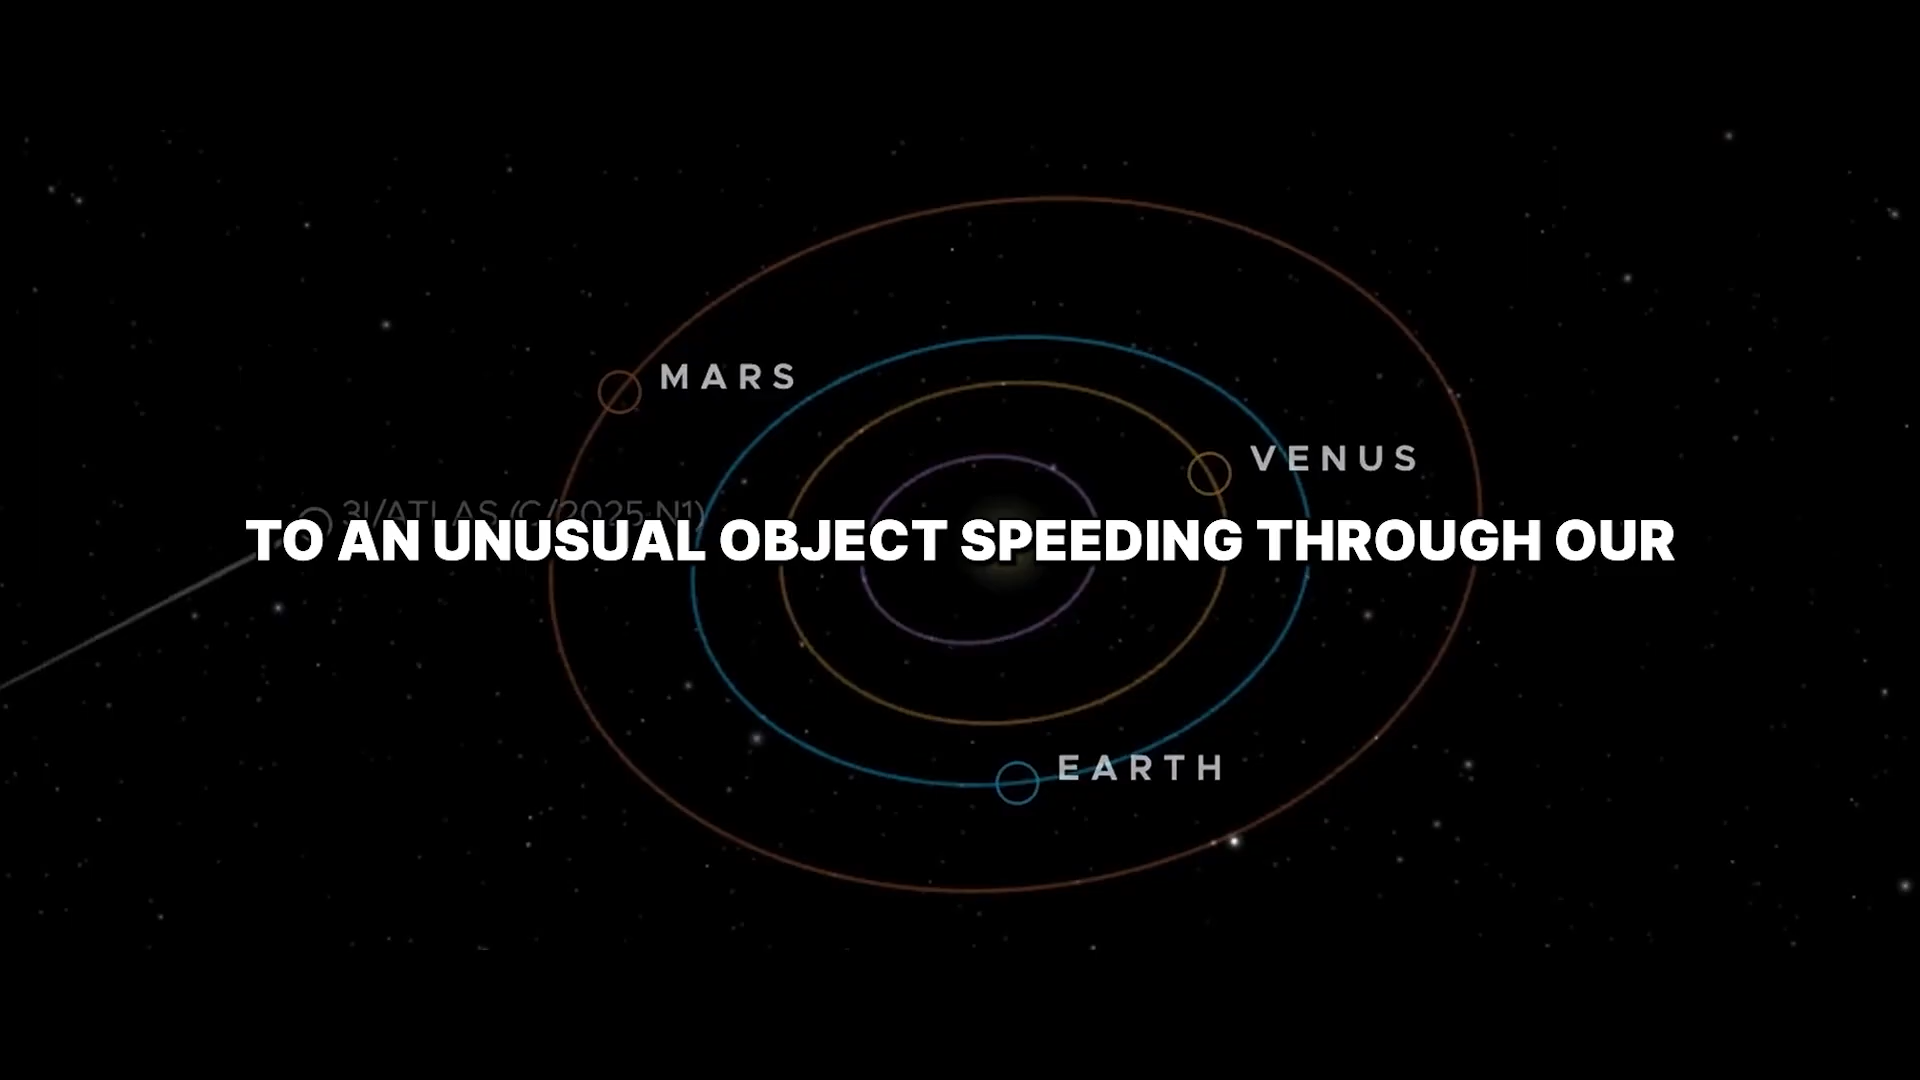 MARS
VENUS
3I/ATLAS (C/2025 N1)
TO AN UNUSUAL OBJECT SPEEDING THROUGH OUR
EARTH